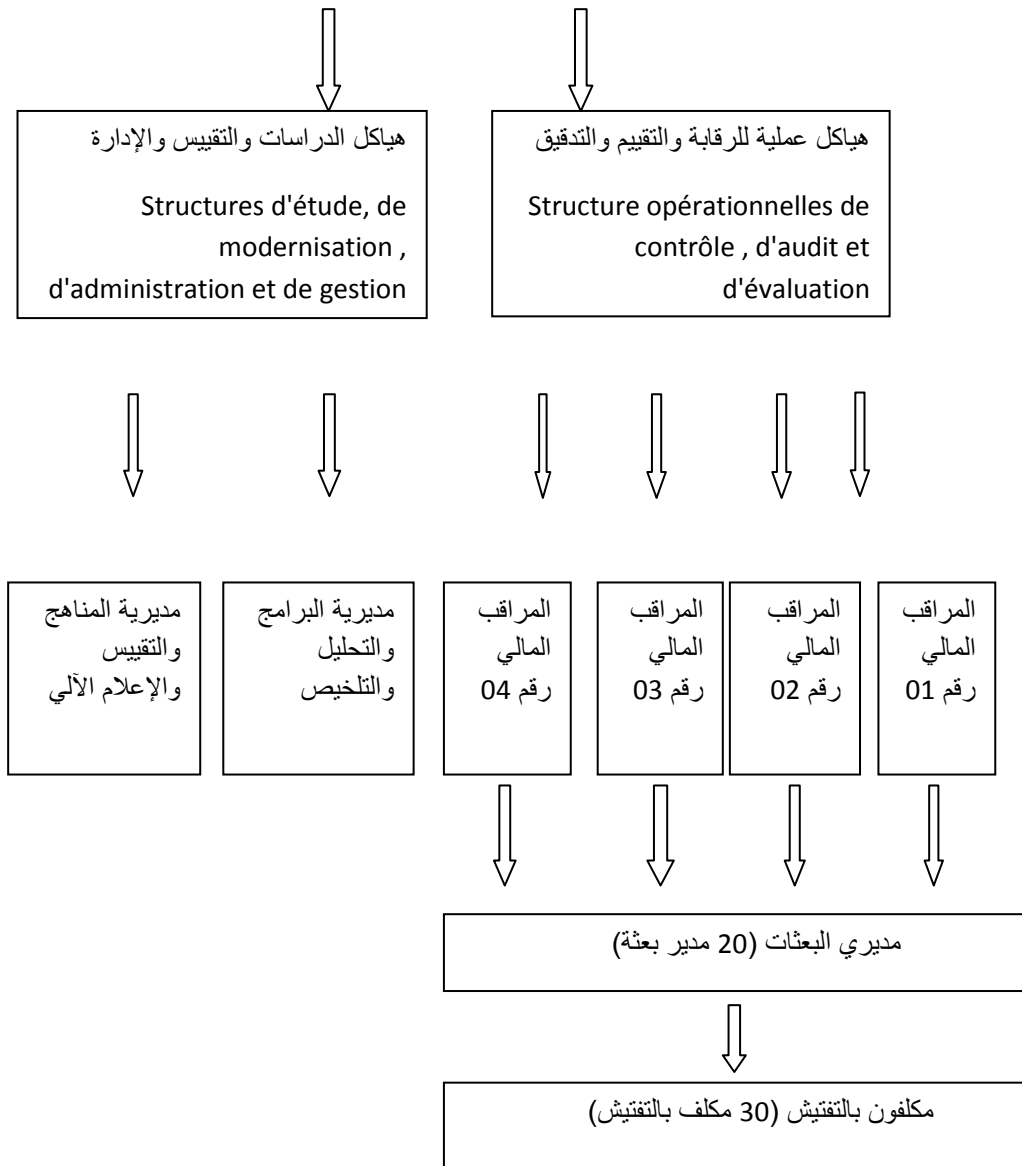 هياكل عملية للرقابة والتقييم والتدقيق
Structure opérationnelles de
contrôle , d'audit et
d'évaluation
هياكل الدراسات والتقييس والإدارة
Structures d'étude, de
modernisation ,
d'administration et de gestion
المراقب
المالي
رقم 01
المراقب
المالي
رقم 02
المراقب
المالي
رقم 03
المراقب
المالي
رقم 04
مديرية البرامج
والتحليل
والتلخيص
مديرية المناهج
والتقييس
والإعلام الآلي
مديري البعثات (20 مدير بعثة)
مكلفون بالتفتيش (30 مكلف بالتفتيش)